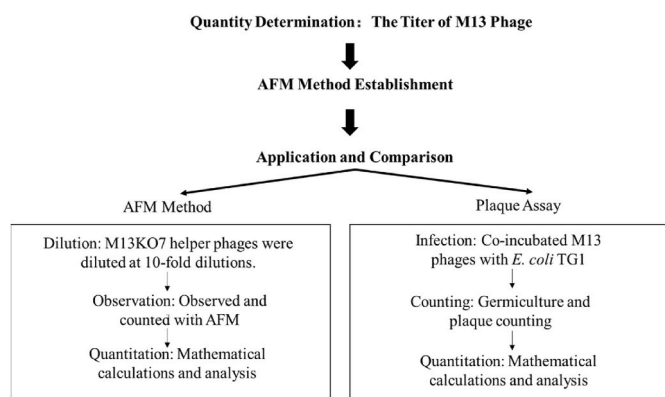 Quantity Determination: The Titer of M13 Phage
AFM Method Establishment
Application and Comparison
AFM Method
Dilution: M13KO7 helper phages were
diluted at 10-fold dilutions.
Observation: Observed and
counted with AFM
Quantitation: Mathematical
calculations and analysis
Plaque Assay
Infection: Co-incubated M13
phages with E. coli TG1
Counting: Germiculture and
plaque counting
Quantitation: Mathematical
calculations and analysis